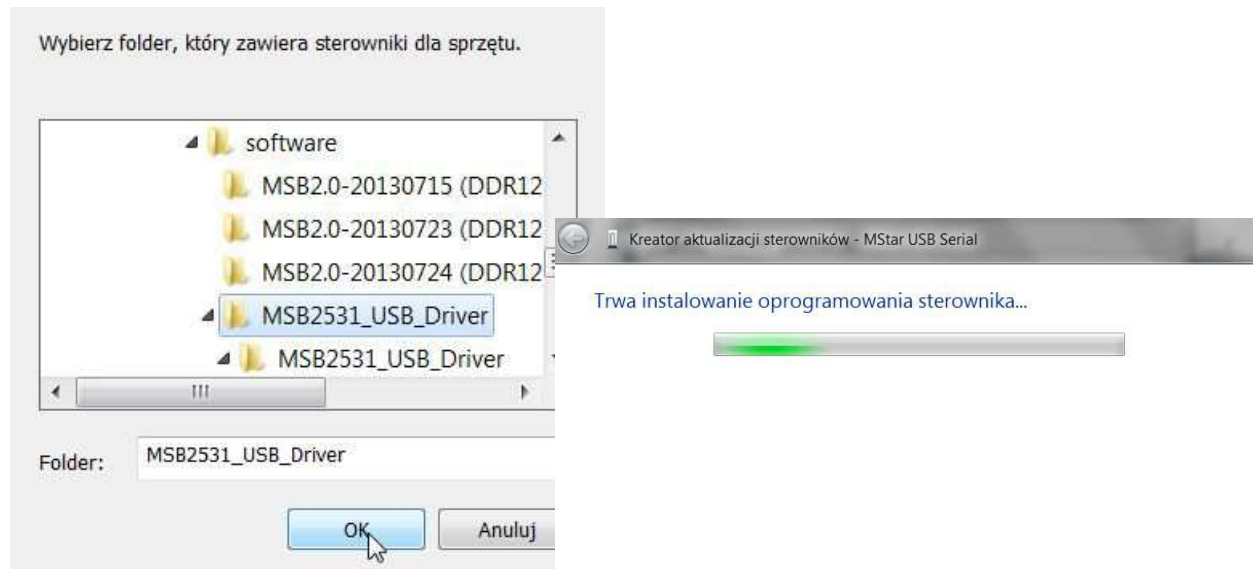 Wybierz folder, który zawiera sterowniki dla sprzętu.
software
MSB2.0-20130715 (DDR12
MSB2.0-20130723 (DDR12
MSB2.0-20130724 (DDR12
MSB2531_USB_Driver
MSB2531_USB_Driver
Folder:
MSB2531_USB_Driver
OK
Anuluj
Kreator aktualizacji sterowników - MStar USB Serial
Trwa instalowanie oprogramowania sterownika...